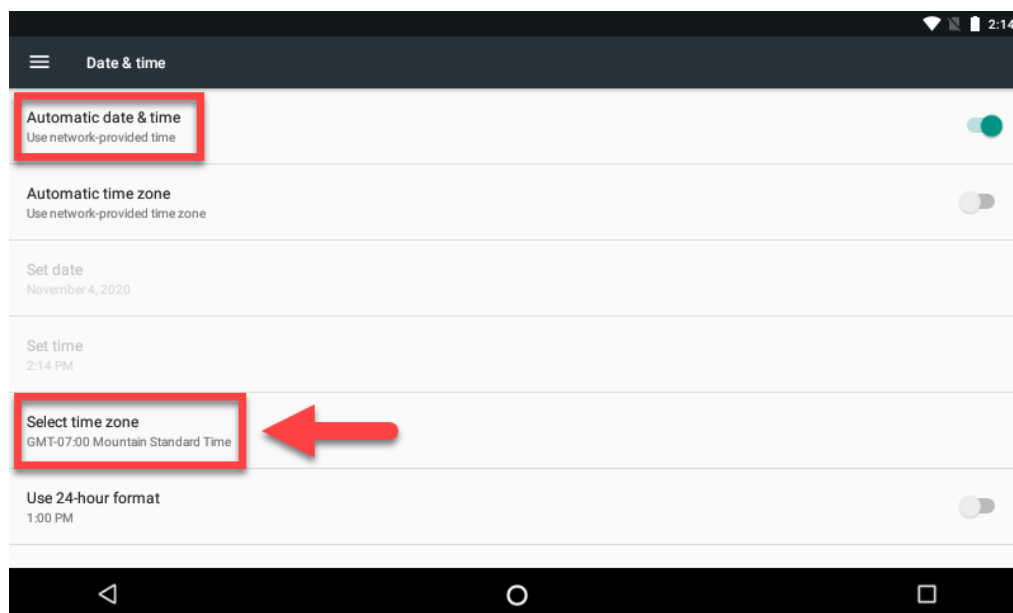 2:14
Date & time
Automatic date & time
Use network-provided time
Automatic time zone
Use network-provided time zone
Set date
November 4, 2020
Set time
2:14 PM
Select time zone
GMT-07:00 Mountain Standard Time
Use 24-hour format
1:00 PM